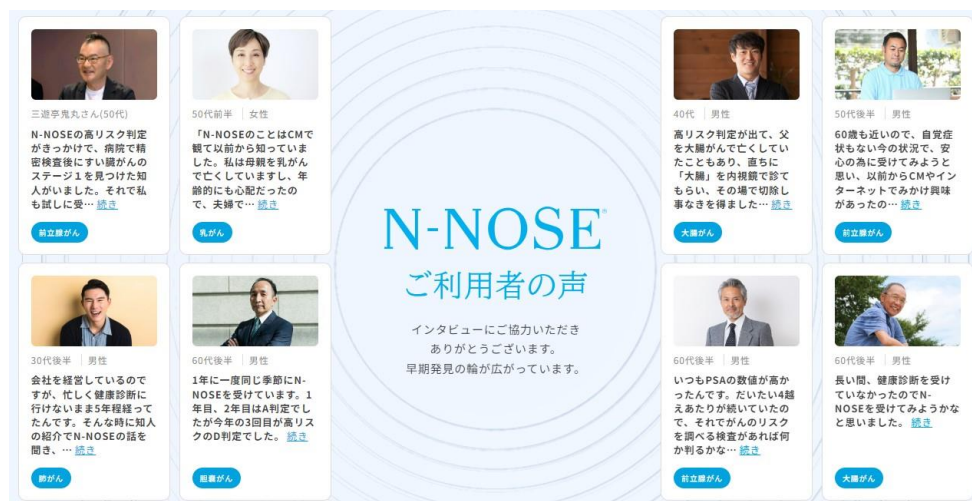 三遊亭鬼丸さん(50代)
N-NOSEの高リスク判定
がきっかけで、病院で精
密検査後にすい臓がんの
ステージ１を見つけた知
人がいました。それで私
も試しに受… 続き
前立腺がん
50代前半 | 女性
「N-NOSEのことはCMで
観て以前から知っていま
した。私は母親を乳がん
で亡くしていますし、年
齢的にも心配だったの
で、夫婦で… 続き
乳がん
30代後半 | 男性
会社を経営しているので
すが、忙しく健康診断に
行けないまま5年程経って
たんです。そんな時に知人
の紹介でN-NOSEの話を
聞き、… 続き
肺がん
60代後半 | 男性
1年に一度同じ季節にN-
NOSEを受けています。1
年目、2年目はA判定でし
たが今年の3回目が高リス
クのD判定でした。 続き
胆嚢がん
N-NOSE®
ご利用者の声
インタビューにご協力いただき
ありがとうございます。
早期発見の輪が広がっています。
40代 | 男性
高リスク判定が出て、父
を大腸がんで亡くしてい
たこともあり、直ちに
「大腸」を内視鏡で診て
もらい、その場で切除し
事なきを得ました… 続き
大腸がん
50代後半 | 男性
60歳も近いので、自覚症
状もない今の状況で、安
心の為に受けてみようと
思い、以前からCMやイン
ターネットでみかけ興味
があったの… 続き
前立腺がん
60代後半 | 男性
いつもPSAの数値が高か
ったんです。だいたい4越
えあたりが続いていたの
で、それでがんのリスク
を調べる検査があれば何
か判るかな… 続き
前立腺がん
60代後半 | 男性
長い間、健康診断を受け
ていなかったのでN-
NOSEを受けてみようかな
と思いました。 続き
大腸がん